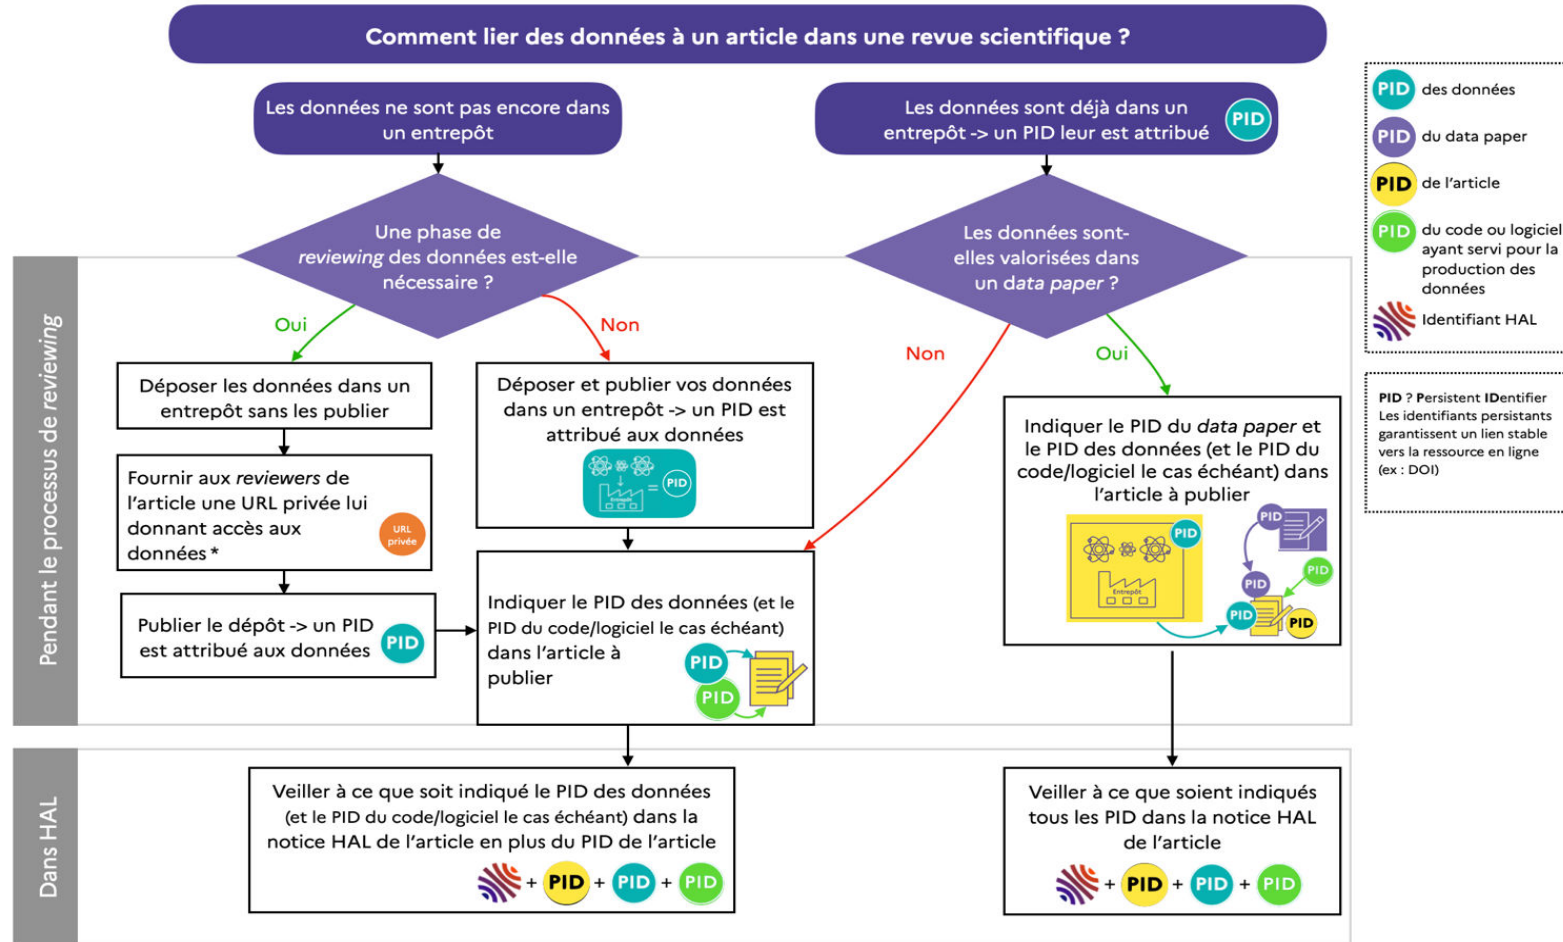 Comment lier des données à un article dans une revue scientifique ?
Les données ne sont pas encore dans
un entrepôt
Les données sont déjà dans un
entrepôt -> un PID leur est attribué
PID
Une phase de
reviewing des données est-elle
nécessaire ?
Les données sont-
elles valorisées dans
un data paper ?
Pendant le processus de reviewing
Oui
Non
Non
Oui
Déposer les données dans un
entrepôt sans les publier
Fournir aux reviewers de
l'article une URL privée lui
donnant accès aux
données *
URL
privée
Publier le dépôt -> un PID
est attribué aux données
PID
Déposer et publier vos données
dans un entrepôt -> un PID est
attribué aux données
Entrepôt
= PID
Indiquer le PID des données (et le
PID du code/logiciel le cas échéant)
dans l'article à
publier
PID
PID
Indiquer le PID du data paper et
le PID des données (et le PID du
code/logiciel le cas échéant) dans
l'article à publier
PID
Entrepôt
PID
PID
PID
PID
PID
Dans HAL
Veiller à ce que soit indiqué le PID des données
(et le PID du code/logiciel le cas échéant) dans la
notice HAL de l'article en plus du PID de l'article
+ PID + PID + PID
Veiller à ce que soient indiqués
tous les PID dans la notice HAL
de l'article
+ PID + PID + PID
PID des données
PID du data paper
PID de l'article
PID du code ou logiciel
ayant servi pour la
production des
données
Identifiant HAL
PID ? Persistent IDentifier
Les identifiants persistants
garantissent un lien stable
vers la ressource en ligne
(ex : DOI)